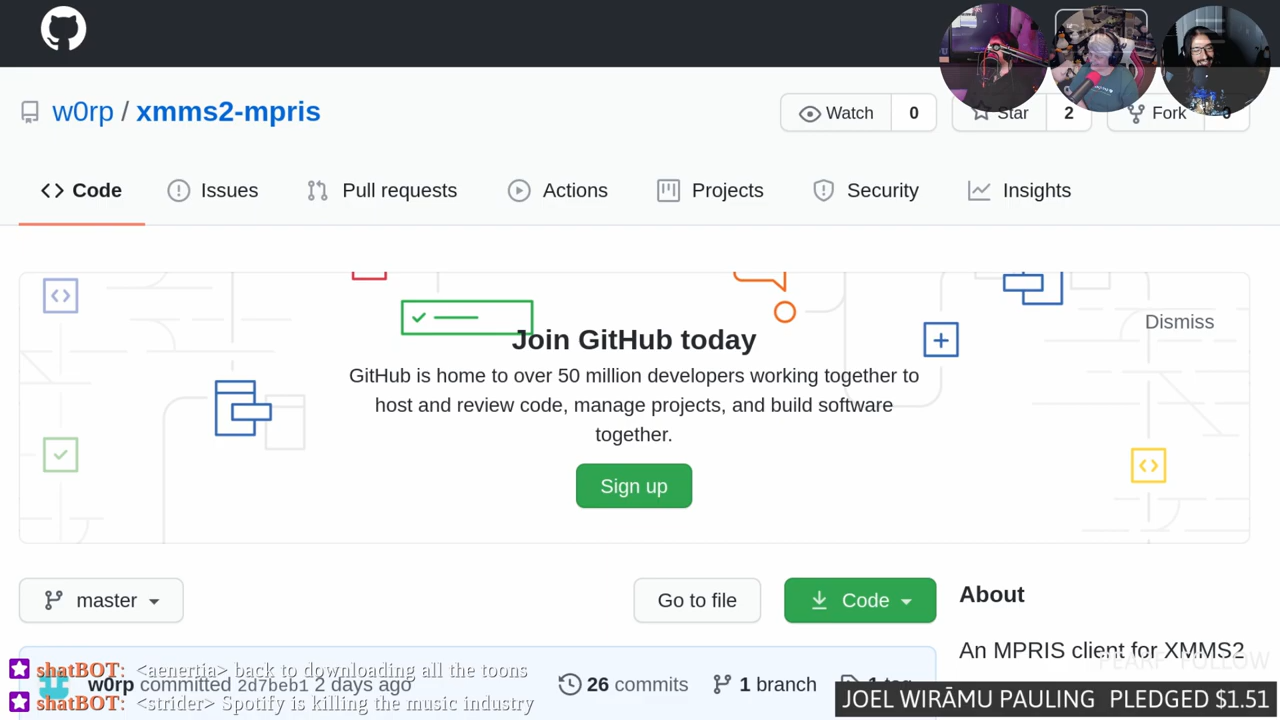 w0rp / xmms2-mpris
Watch 0
Star 2
Fork 0
Code
Issues
Pull requests
Actions
Projects
Security
Insights
Dismiss
Join GitHub today
GitHub is home to over 50 million developers working together to
host and review code, manage projects, and build software
together.
Sign up
master
Go to file
Code
About
An MPRIS client for XMMS2
w0rp committed 2d7beb1 2 days ago
26 commits
1 branch
1 tag
shatBOT: <aenertia> back to downloading all the toons
shatBOT: <strider> Spotify is killing the music industry
FOLLOW
JOEL WIRĀMU PAULING PLEDGED $1.51